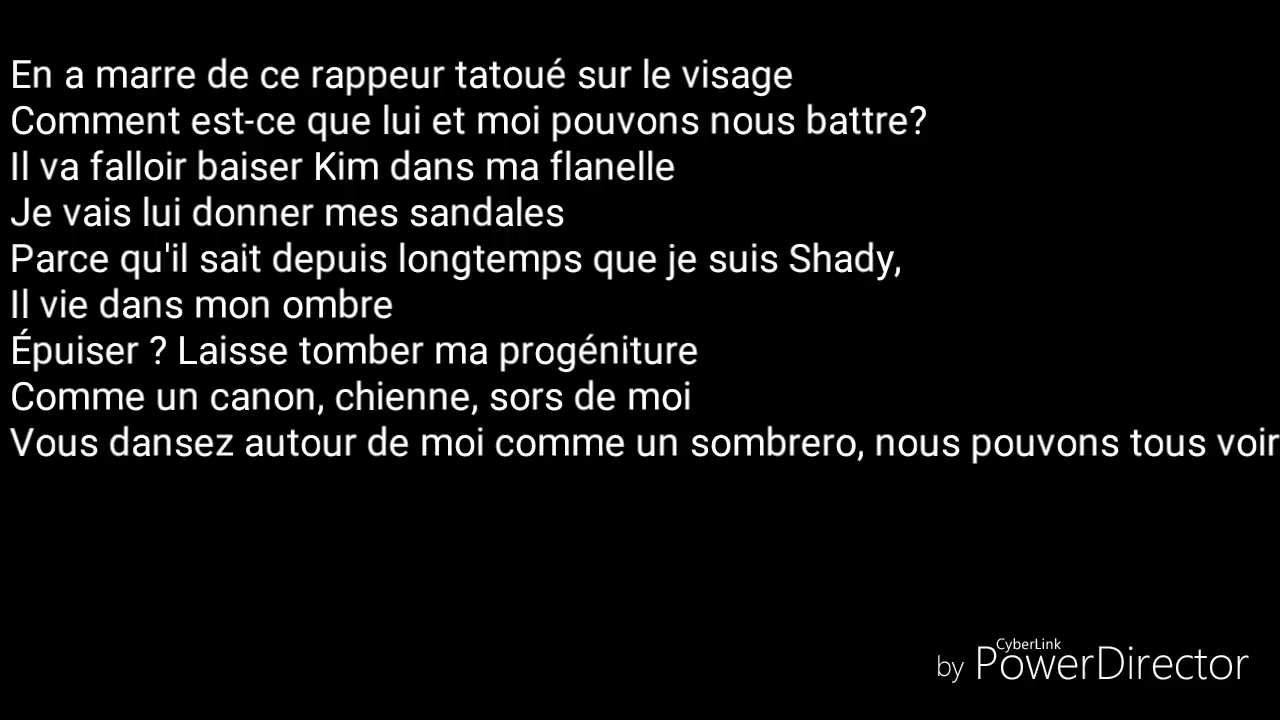 En a marre de ce rappeur tatoué sur le visage
Comment est-ce que lui et moi pouvons nous battre?
Il va falloir baiser Kim dans ma flanelle
Je vais lui donner mes sandales
Parce qu'il sait depuis longtemps que je suis Shady,
Il vie dans mon ombre
Épuiser ? Laisse tomber ma progéniture
Comme un canon, chienne, sors de moi
Vous dansez autour de moi comme un sombrero, nous pouvons tous voir
CyberLink
by PowerDirector